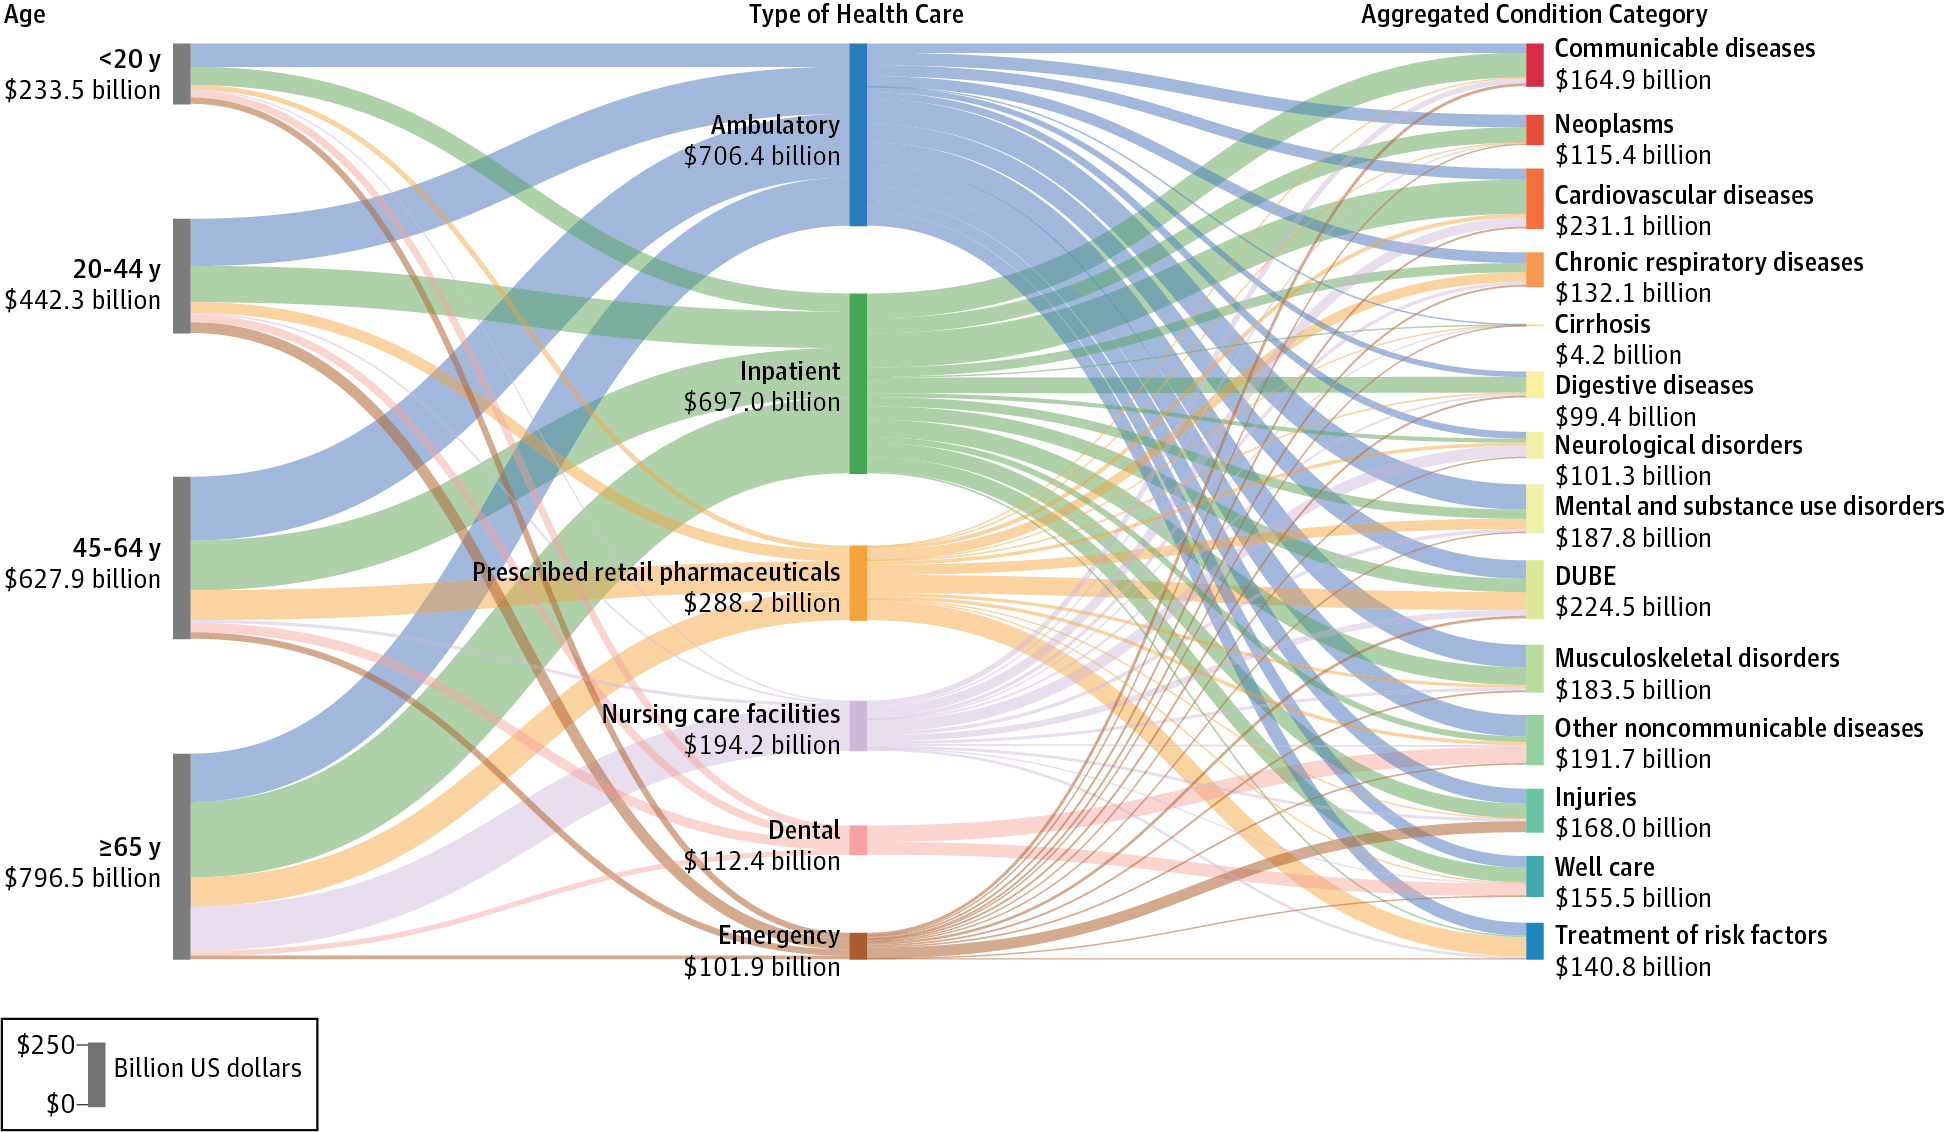 Age
<20 y
$233.5 billion
20-44 y
$442.3 billion
45-64 y
$627.9 billion
≥65 y
$796.5 billion
Type of Health Care
Ambulatory
$706.4 billion
Inpatient
$697.0 billion
Prescribed retail pharmaceuticals
$288.2 billion
Nursing care facilities
$194.2 billion
Dental
$112.4 billion
Emergency
$101.9 billion
Aggregated Condition Category
Communicable diseases
$164.9 billion
Neoplasms
$115.4 billion
Cardiovascular diseases
$231.1 billion
Chronic respiratory diseases
$132.1 billion
Cirrhosis
$4.2 billion
Digestive diseases
$99.4 billion
Neurological disorders
$101.3 billion
Mental and substance use disorders
$187.8 billion
DUBE
$224.5 billion
Musculoskeletal disorders
$183.5 billion
Other noncommunicable diseases
$191.7 billion
Injuries
$168.0 billion
Well care
$155.5 billion
Treatment of risk factors
$140.8 billion
$250
Billion US dollars
$0